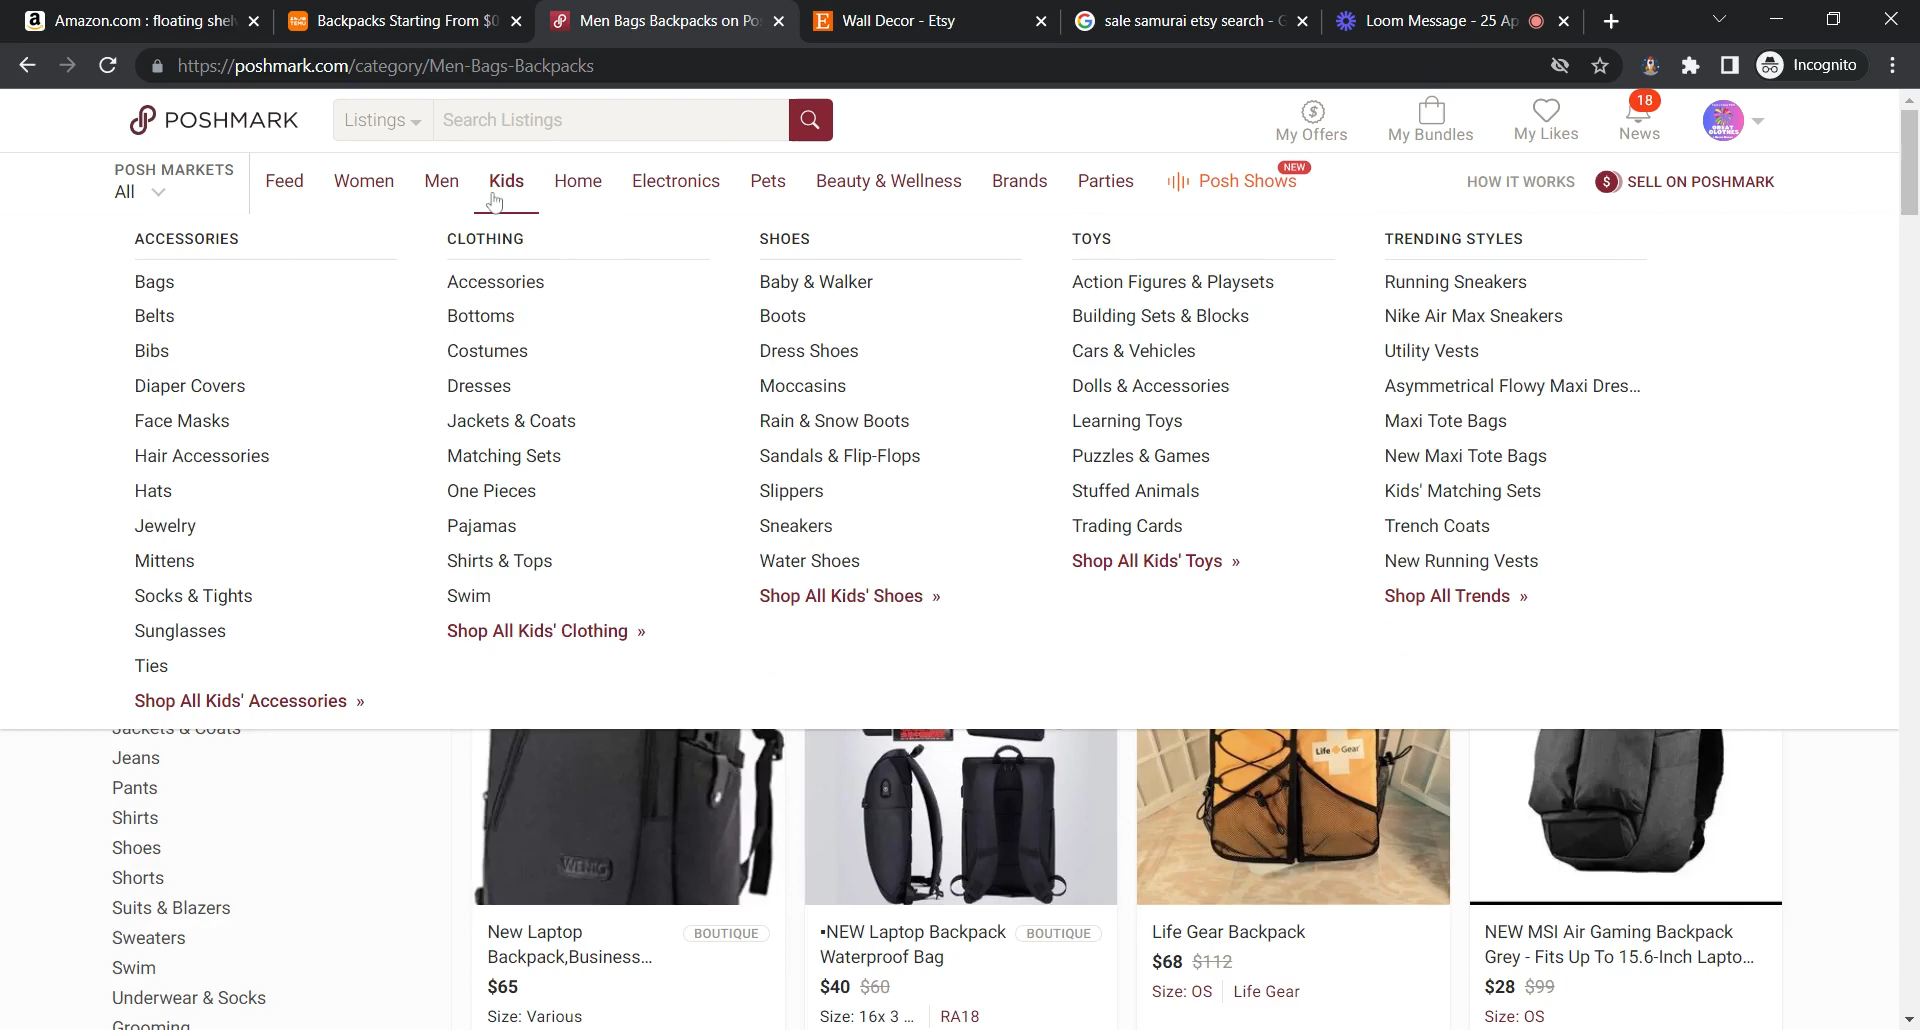 Amazon.com : floating shel
Backpacks Starting From $0
Men Bags Backpacks on Po
Wall Decor - Etsy
sale samurai etsy search - G
Loom Message - 25 Ap
https://poshmark.com/category/Men-Bags-Backpacks
Incognito
POSHMARK
Listings
Search Listings
My Offers
My Bundles
My Likes
18
News
POSH MARKETS
All
Feed
Women
Men
Kids
Home
Electronics
Pets
Beauty & Wellness
Brands
Parties
Posh Shows
NEW
HOW IT WORKS
$
SELL ON POSHMARK
ACCESSORIES
Bags
Belts
Bibs
Diaper Covers
Face Masks
Hair Accessories
Hats
Jewelry
Mittens
Socks & Tights
Sunglasses
Ties
Shop All Kids' Accessories »
CLOTHING
Accessories
Bottoms
Costumes
Dresses
Jackets & Coats
Matching Sets
One Pieces
Pajamas
Shirts & Tops
Swim
Shop All Kids' Clothing »
SHOES
Baby & Walker
Boots
Dress Shoes
Moccasins
Rain & Snow Boots
Sandals & Flip-Flops
Slippers
Sneakers
Water Shoes
Shop All Kids' Shoes »
TOYS
Action Figures & Playsets
Building Sets & Blocks
Cars & Vehicles
Dolls & Accessories
Learning Toys
Puzzles & Games
Stuffed Animals
Trading Cards
Shop All Kids' Toys »
TRENDING STYLES
Running Sneakers
Nike Air Max Sneakers
Utility Vests
Asymmetrical Flowy Maxi Dres...
Maxi Tote Bags
New Maxi Tote Bags
Kids' Matching Sets
Trench Coats
New Running Vests
Shop All Trends »
Jackets & Coats
Jeans
Pants
Shirts
Shoes
Shorts
Suits & Blazers
Sweaters
Swim
Underwear & Socks
Grooming
WENIG
Life Gear
New Laptop
Backpack,Business...
BOUTIQUE
$65
Size: Various
▪NEW Laptop Backpack
Waterproof Bag
BOUTIQUE
$40 $60
Size: 16x 3 ...
RA18
Life Gear Backpack
$68 $112
Size: OS
Life Gear
NEW MSI Air Gaming Backpack
Grey - Fits Up To 15.6-Inch Lapto...
$28 $99
Size: OS